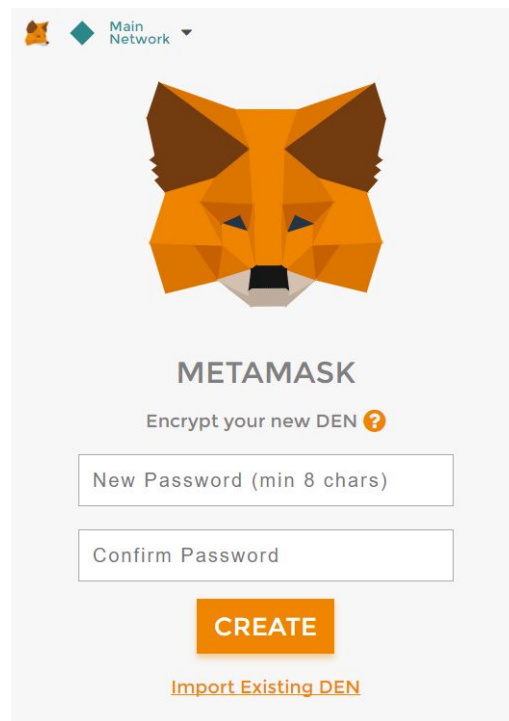 Main
Network
METAMASK
Encrypt your new DEN ?
New Password (min 8 chars)
Confirm Password
CREATE
Import Existing DEN